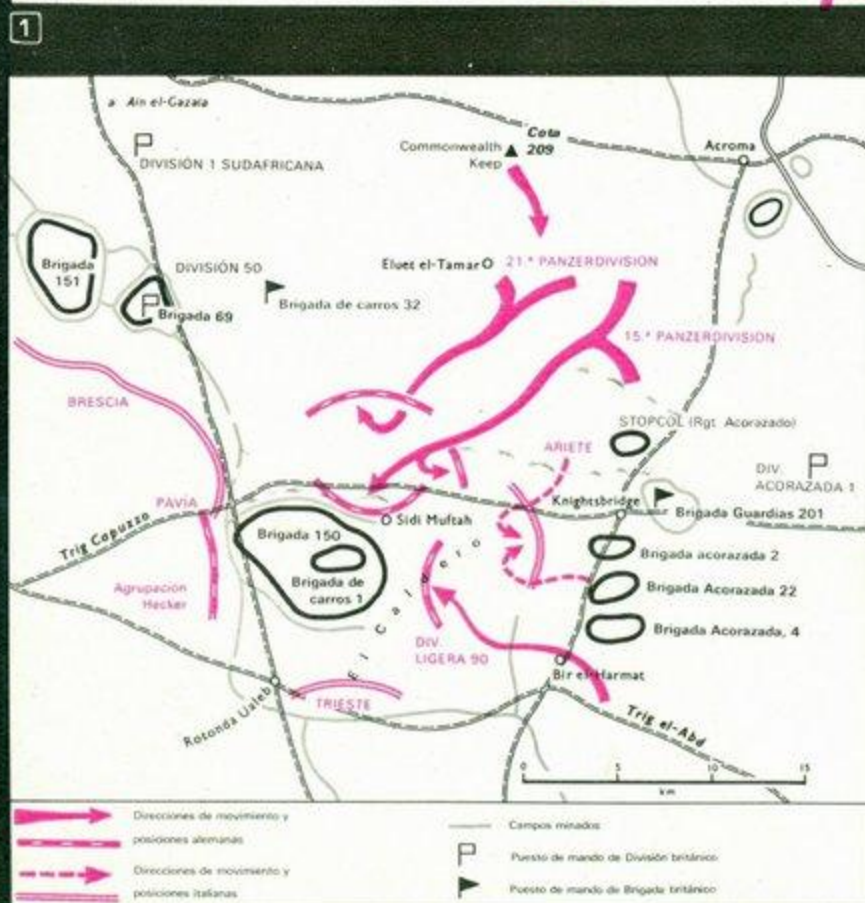 1
a Ain el-Gazala
DIVISIÓN 1 SUDAFRICANA
Commonwealth
Keep
Cota
209
Acroma
Brigada
151
DIVISIÓN 50
Brigada 69
Brigada de carros 32
Eluet el-Tamar
21.ª PANZERDIVISION
15.ª PANZERDIVISION
BRESCIA
STOPCOL (Rgt. Acorazado)
ARIETE
DIV.
ACORAZADA 1
PAVIA
Knightsbridge
Brigada Guardias 201
Trig Capuzzo
Sidi Muftah
Brigada 150
Brigada de
carros 1
Brigada acorazada 2
Brigada Acorazada 22
Brigada Acorazada, 4
Agrupación
Hecker
El Caldero
DIV.
LIGERA 90
Bir el-Harmat
TRIESTE
Rotonda Ualeb
Trig el-Abd
0 5 10 15
km
Direcciones de movimiento y
posiciones alemanas
Direcciones de movimiento y
posiciones italianas
Campos minados
Puesto de mando de División británico
Puesto de mando de Brigada británico